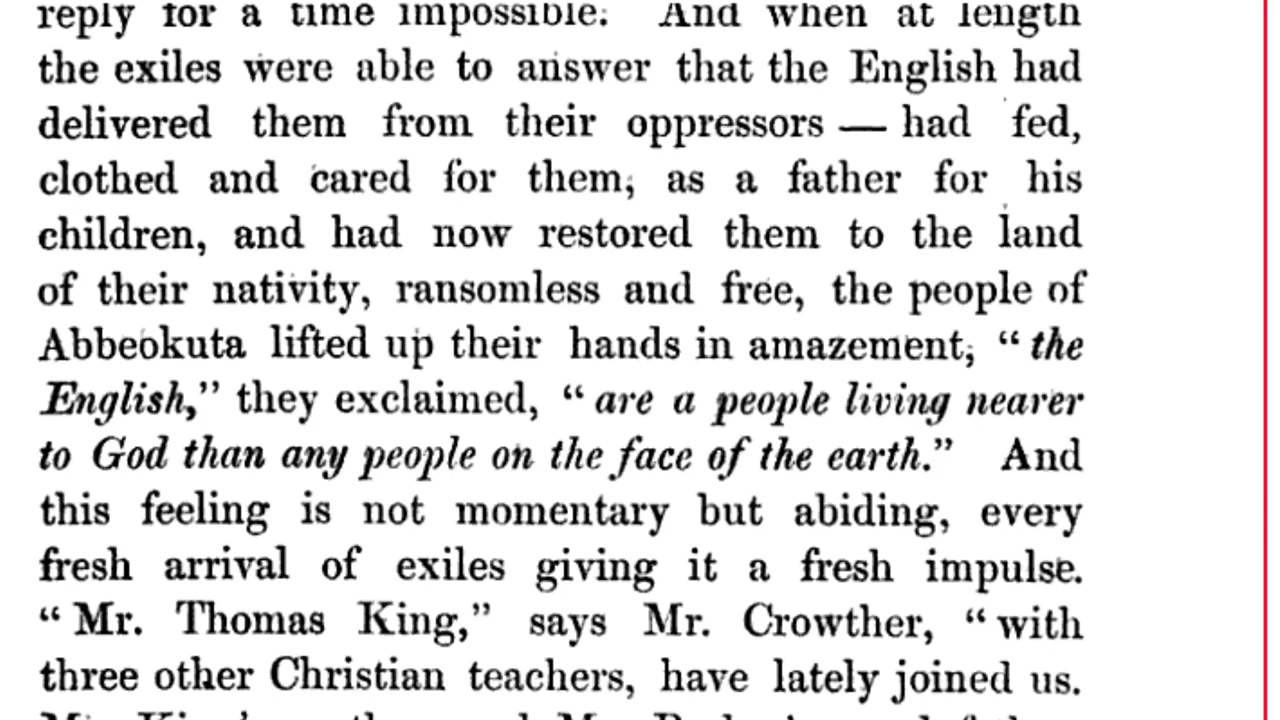 reply for a time impossible. And when at length
the exiles were able to answer that the English had
delivered them from their oppressors — had fed,
clothed and cared for them, as a father for his
children, and had now restored them to the land
of their nativity, ransomless and free, the people of
Abbeokuta lifted up their hands in amazement, “the
English,” they exclaimed, “are a people living nearer
to God than any people on the face of the earth.” And
this feeling is not momentary but abiding, every
fresh arrival of exiles giving it a fresh impulse.
“Mr. Thomas King,” says Mr. Crowther, “with
three other Christian teachers, have lately joined us.